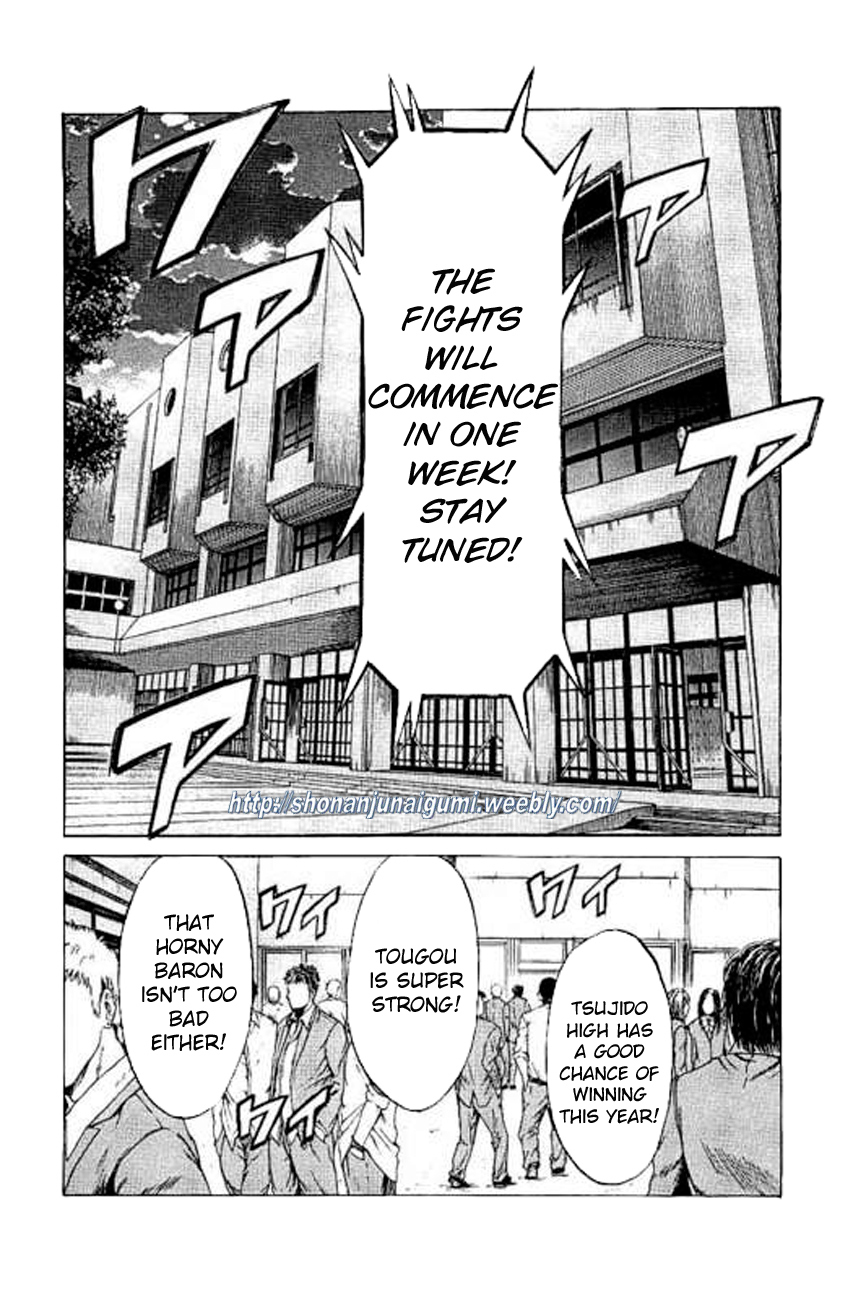 ワ
ア
ア
ア
ア
THE
FIGHTS
WILL
COMMENCE
IN ONE
WEEK!
STAY
TUNED!
http://shonanjunaigumi.weebly.com/
ワイ
ワイ
ワイ
TSUJIDO
HIGH HAS
A GOOD
CHANCE OF
WINNING
THIS YEAR!
TOUGOU
IS SUPER
STRONG!
THAT
HORNY
BARON
ISN'T TOO
BAD
EITHER!